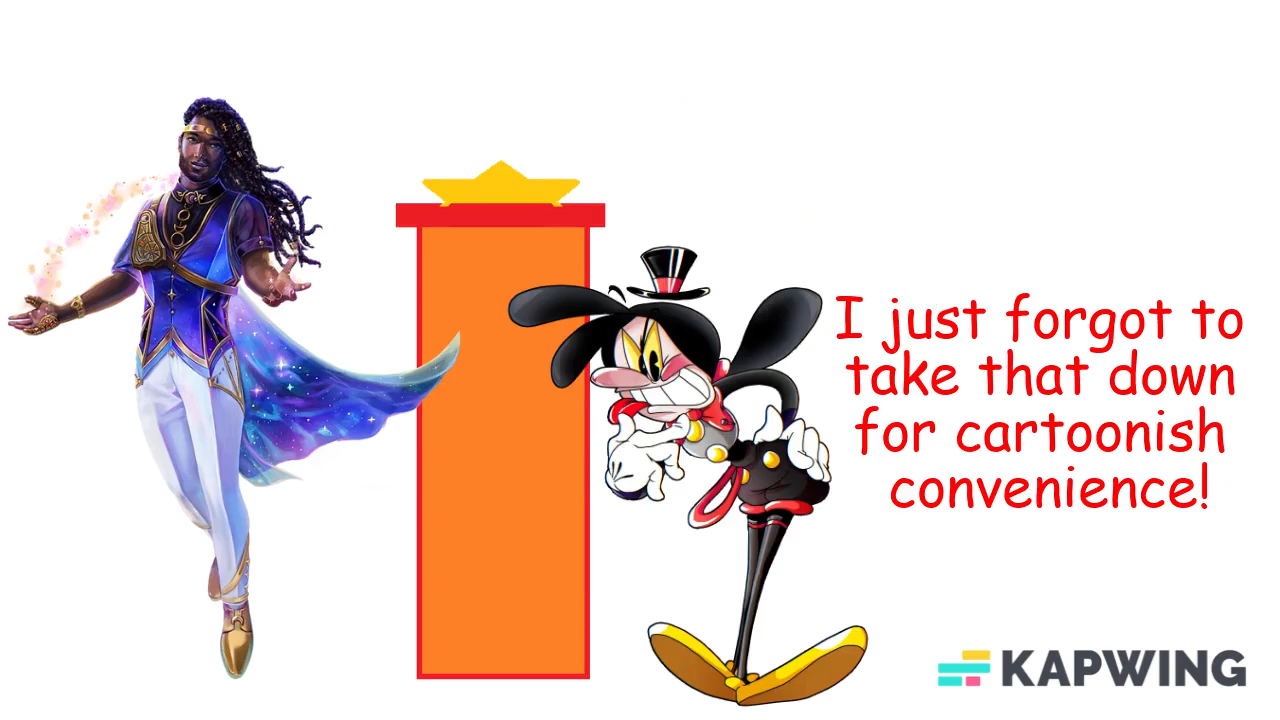 I just forgot to
take that down
for cartoonish
convenience!
KAPWING